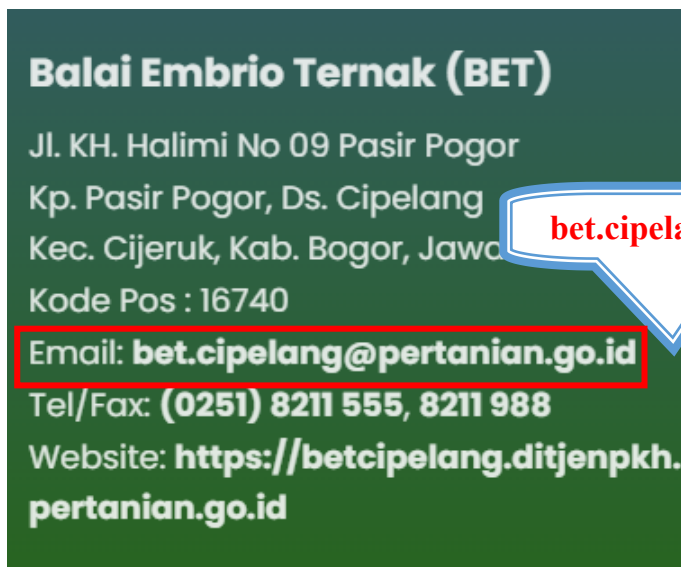 Balai Embrio Ternak (BET)
Jl. KH. Halimi No 09 Pasir Pogor
Kp. Pasir Pogor, Ds. Cipelang
Kec. Cijeruk, Kab. Bogor, Jawa
bet.cipela
Kode Pos : 16740
Email: bet.cipelang@pertanian.go.id
Tel/Fax: (0251) 8211 555, 8211 988
Website: https://betcipelang.ditjenpkh.
pertanian.go.id